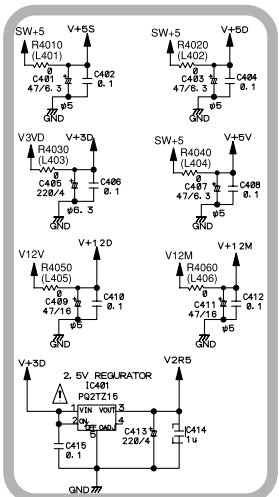 SW+5 V+5S
R4010
(L401)
0
C401
47/6.3
C402
0.1
φ5
GND
SW+5 V+5D
R4020
(L402)
0
C403
47/6.3
C404
0.1
φ5
GND
V3VD V+3D
R4030
(L403)
0
C405
220/4
C406
0.1
φ6.3
GND
SW+5 V+5V
R4040
(L404)
0
C407
47/6.3
C408
0.1
φ5
GND
V12V V+12D
R4050
(L405)
0
C409
47/16
C410
0.1
φ5
GND
V12M V+12M
R4060
(L406)
0
C411
47/16
C412
0.1
φ5
GND
V+3D V2R5
2.5V REGURATOR
IC401
PQ2TZ15
!
1 VIN VOUT 3
2 ON/OFF OADJ 4
5
C415
0.1
C413
220/4
C414
1u
GND